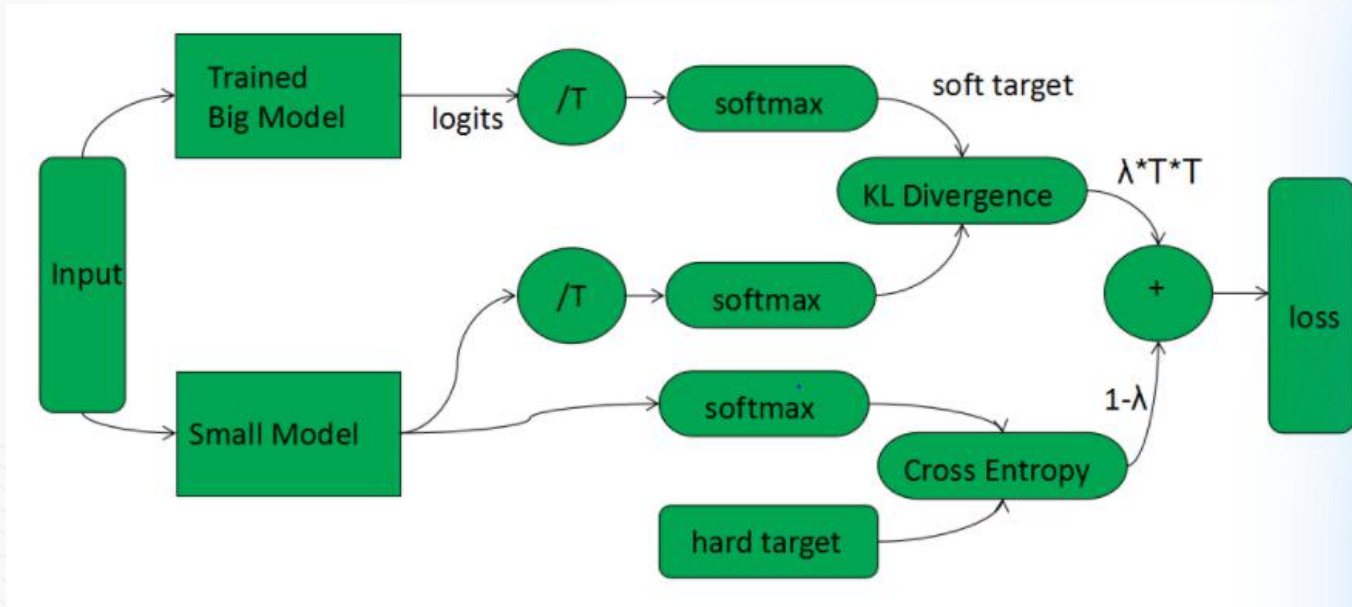 Trained
Big Model
logits
/T
softmax
soft target
KL Divergence
λ*T*T
Input
/T
softmax
+
loss
Small Model
softmax
1-λ
Cross Entropy
hard target